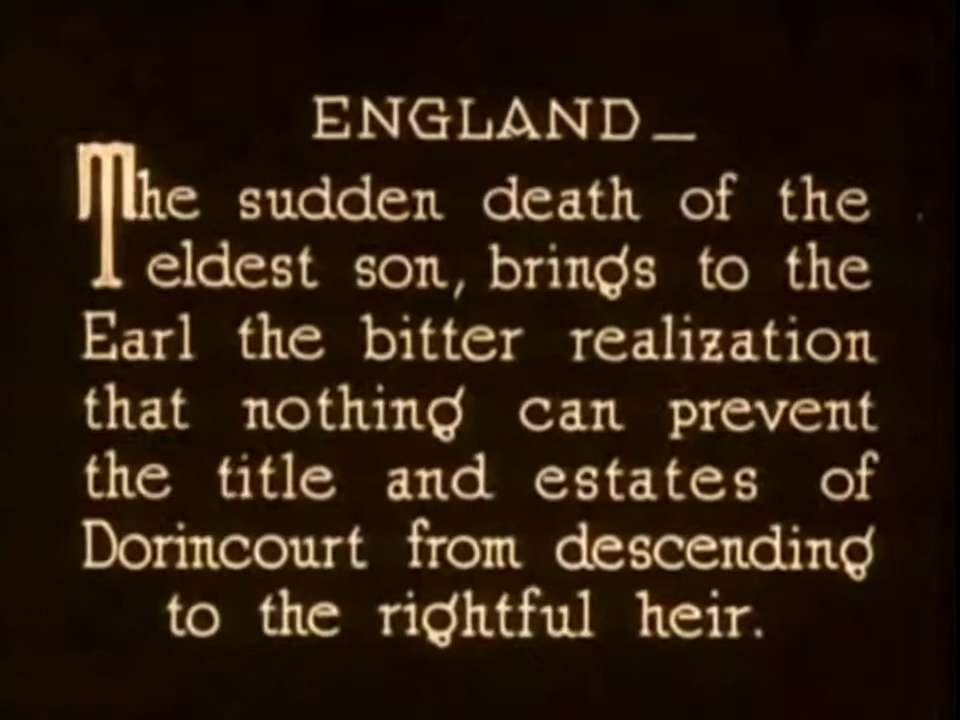 ENGLAND—
The sudden death of the
eldest son, brings to the
Earl the bitter realization
that nothing can prevent
the title and estates of
Dorincourt from descending
to the rightful heir.